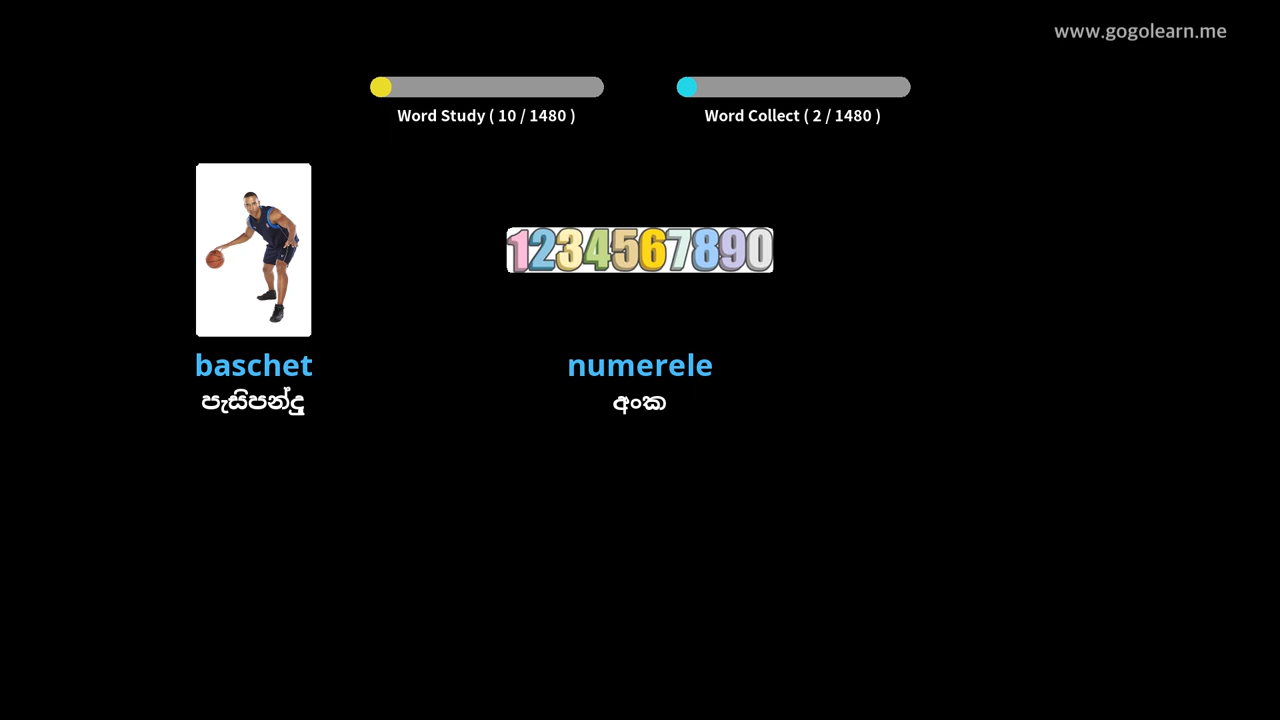 www.gogolearn.me
Word Study ( 10 / 1480 )
Word Collect ( 2 / 1480 )
1234567890
baschet
numerele
පැසිපන්දු
අංක